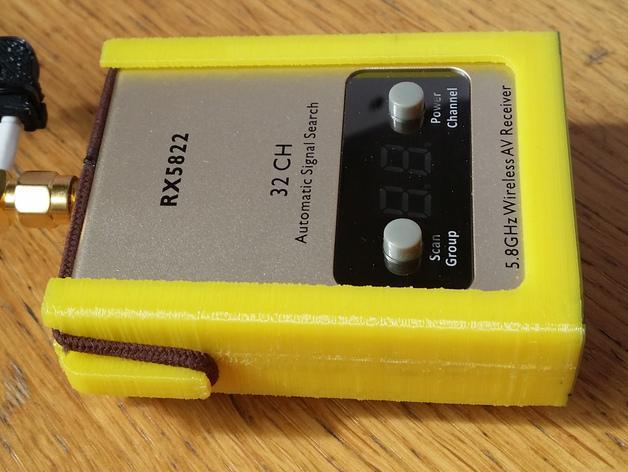 RX5822
32 CH
Automatic Signal Search
Power
Channel
Scan
Group
5.8GHz Wireless AV Receiver